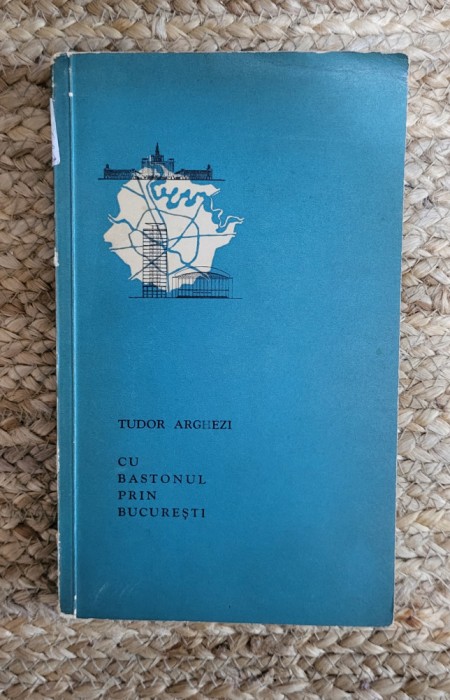 TUDOR ARGHEZI
CU
BASTONUL
PRIN
BUCUREȘTI